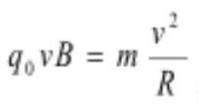 q₀vB = m v²/R